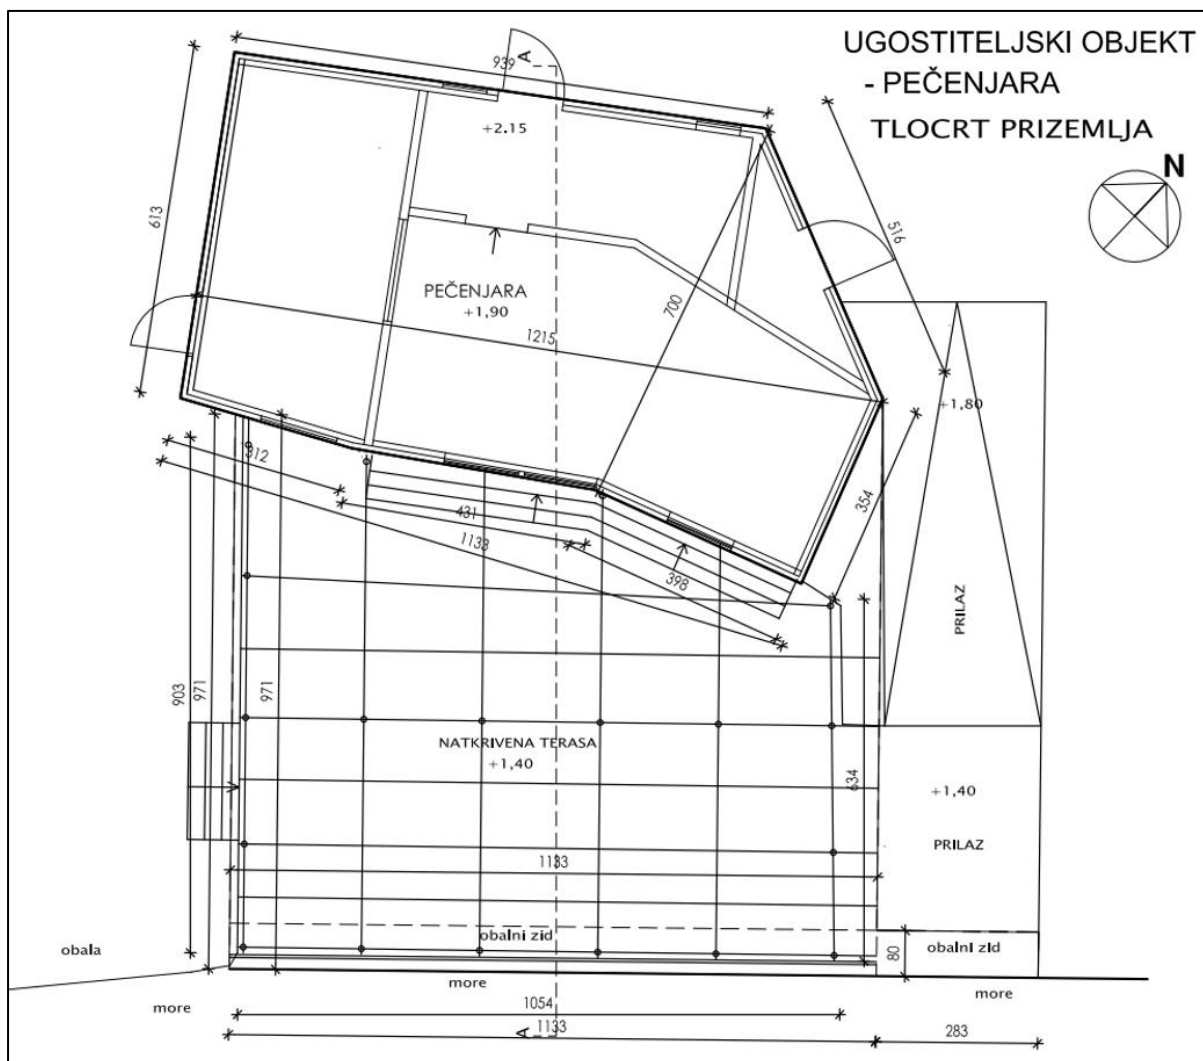 UGOSTITELJSKI OBJEKT
- PEČENJARA
TLOCRT PRIZEMLJA
N
A
939
+2.15
613
516
PEČENJARA
+1,90
700
1215
+1,80
312
431
1133
398
354
PRILAZ
903
971
971
NATKRIVENA TERASA
+1,40
634
+1,40
PRILAZ
1133
obalni zid
obala
80
obalni zid
more
more
more
1054
A
1133
283